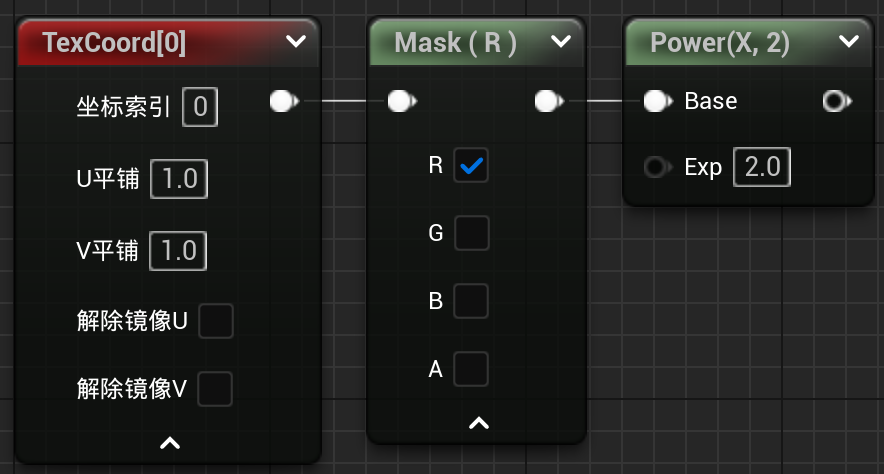 TexCoord[0]
坐标索引 0
U平铺 1.0
V平铺 1.0
解除镜像U
解除镜像V
Mask ( R )
R
G
B
A
Power(X, 2)
Base
Exp 2.0